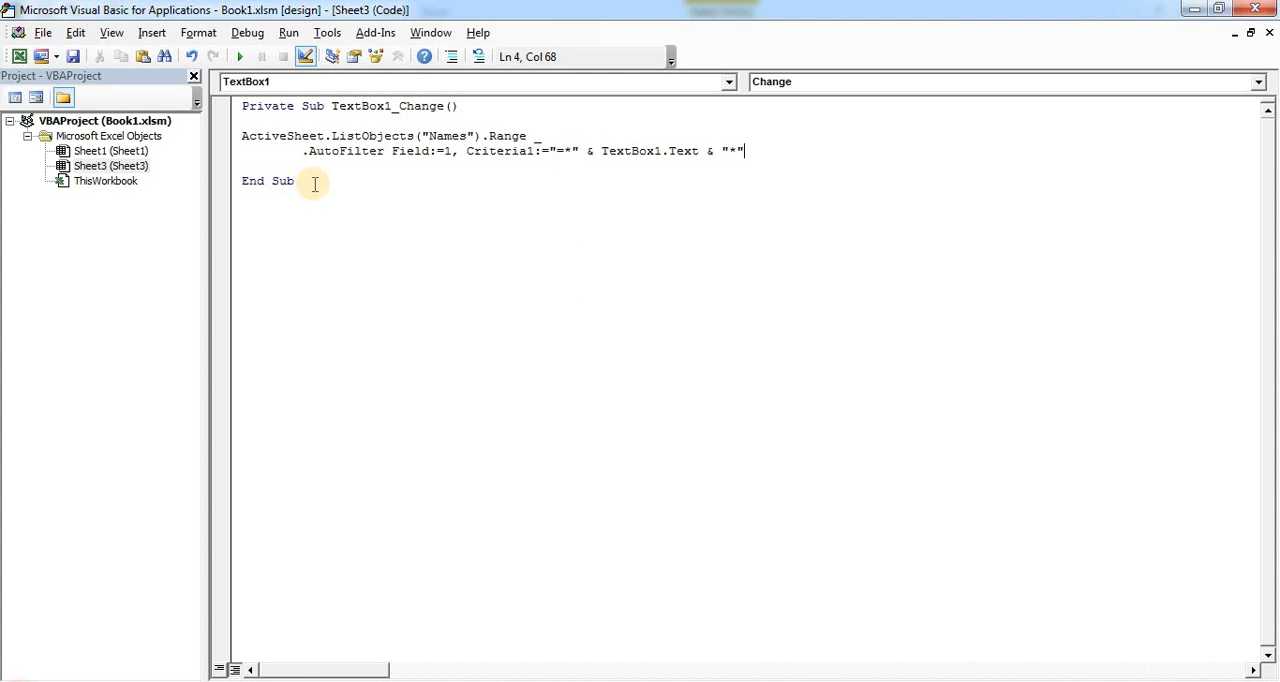 Microsoft Visual Basic for Applications - Book1.xlsm [design] - [Sheet3 (Code)]
File Edit View Insert Format Debug Run Tools Add-Ins Window Help
Ln 4, Col 68
Project - VBAProject
TextBox1
Change
VBAProject (Book1.xlsm)
Microsoft Excel Objects
Sheet1 (Sheet1)
Sheet3 (Sheet3)
ThisWorkbook
Private Sub TextBox1_Change()
ActiveSheet.ListObjects("Names").Range _
.AutoFilter Field:=1, Criteria1:="=*" & TextBox1.Text & "*"
End Sub